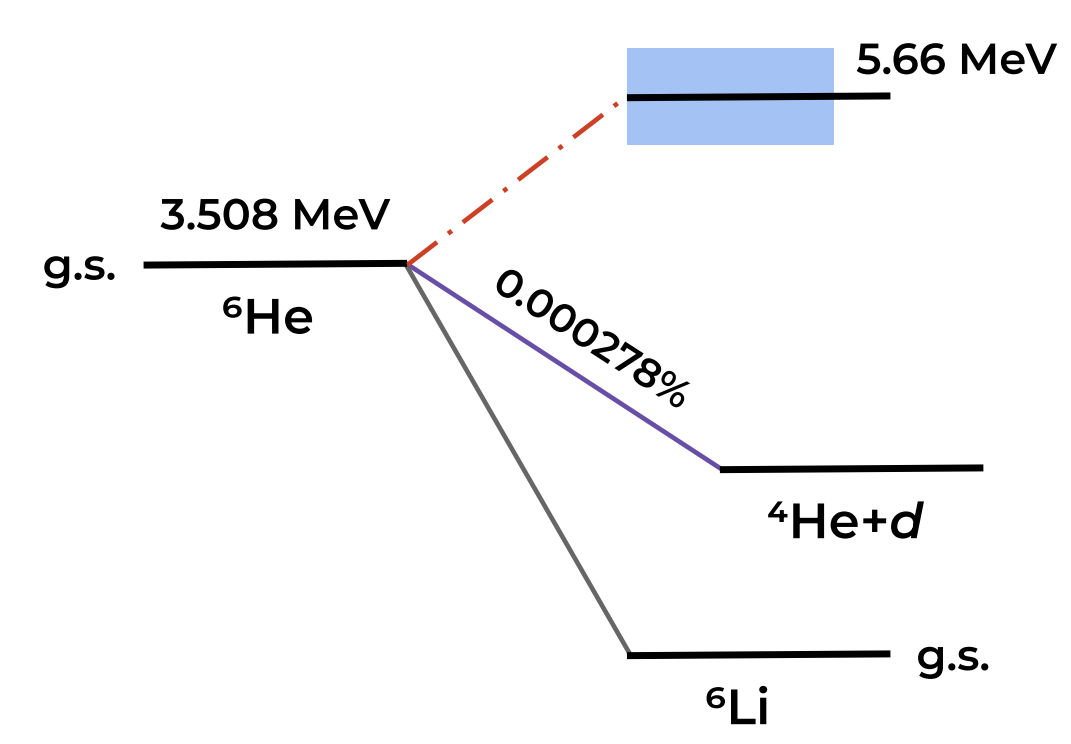 5.66 MeV
3.508 MeV
g.s.
⁶He
0.000278%
⁴He+d
g.s.
⁶Li